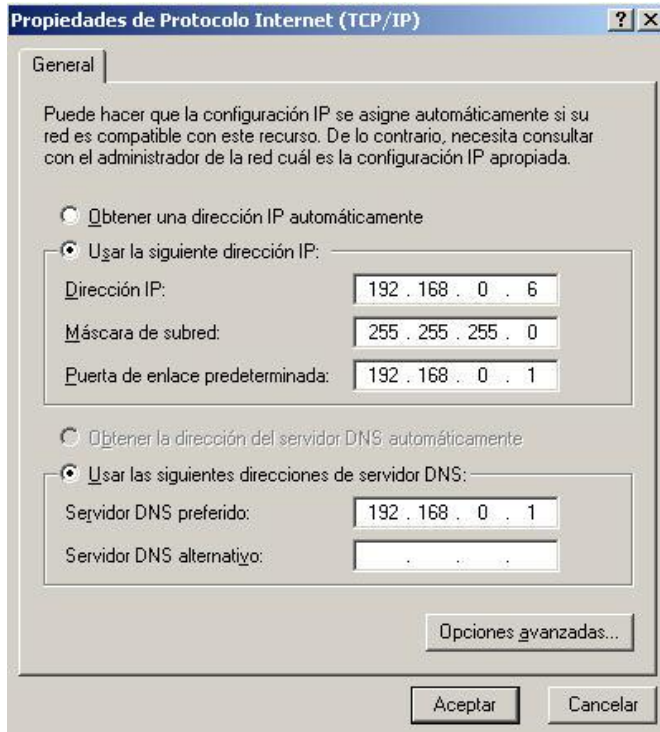 Propiedades de Protocolo Internet (TCP/IP)
General
Puede hacer que la configuración IP se asigne automáticamente si su
red es compatible con este recurso. De lo contrario, necesita consultar
con el administrador de la red cuál es la configuración IP apropiada.
Obtener una dirección IP automáticamente
Usar la siguiente dirección IP:
Dirección IP: 192 . 168 . 0 . 6
Máscara de subred: 255 . 255 . 255 . 0
Puerta de enlace predeterminada: 192 . 168 . 0 . 1
Obtener la dirección del servidor DNS automáticamente
Usar las siguientes direcciones de servidor DNS:
Servidor DNS preferido: 192 . 168 . 0 . 1
Servidor DNS alternativo: . . .
Opciones avanzadas...
Aceptar Cancelar